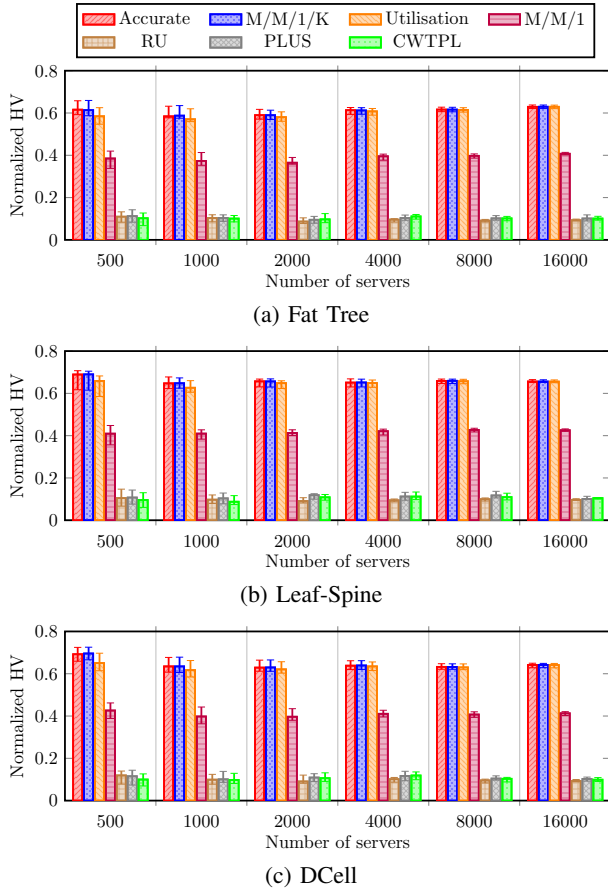 Accurate M/M/1/K Utilisation M/M/1
RU PLUS CWTPL
Normalized HV
0.8
0.6
0.4
0.2
0
500 1000 2000 4000 8000 16000
Number of servers
(a) Fat Tree
Normalized HV
0.8
0.6
0.4
0.2
0
500 1000 2000 4000 8000 16000
Number of servers
(b) Leaf-Spine
Normalized HV
0.8
0.6
0.4
0.2
0
500 1000 2000 4000 8000 16000
Number of servers
(c) DCell